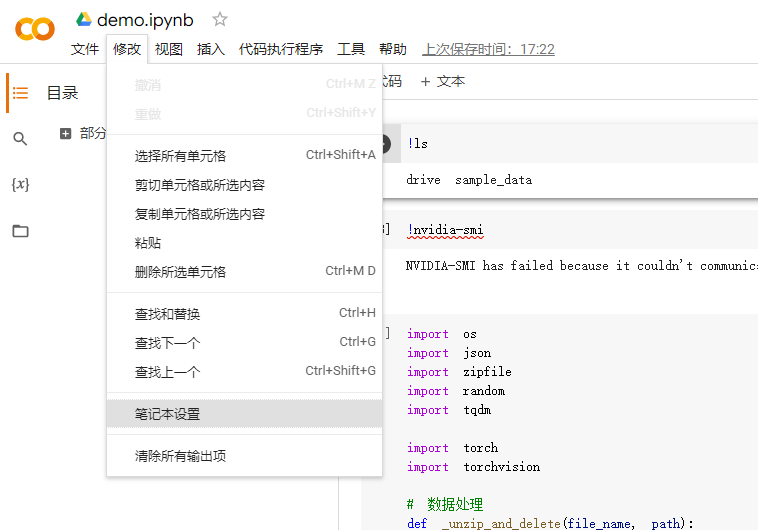 demo.ipynb
文件 修改 视图 插入 代码执行程序 工具 帮助 上次保存时间：17:22
目录
代码 + 文本
撤消 Ctrl+M Z
重做 Ctrl+Shift+Y
部分
选择所有单元格 Ctrl+Shift+A
剪切单元格或所选内容
复制单元格或所选内容
粘贴
删除所选单元格 Ctrl+M D
查找和替换 Ctrl+H
查找下一个 Ctrl+G
查找上一个 Ctrl+Shift+G
笔记本设置
清除所有输出项
{x}
!ls
drive sample_data
!nvidia-smi
NVIDIA-SMI has failed because it couldn't communic
import os
import json
import zipfile
import random
import tqdm
import torch
import torchvision
# 数据处理
def _unzip_and_delete(file_name, path):